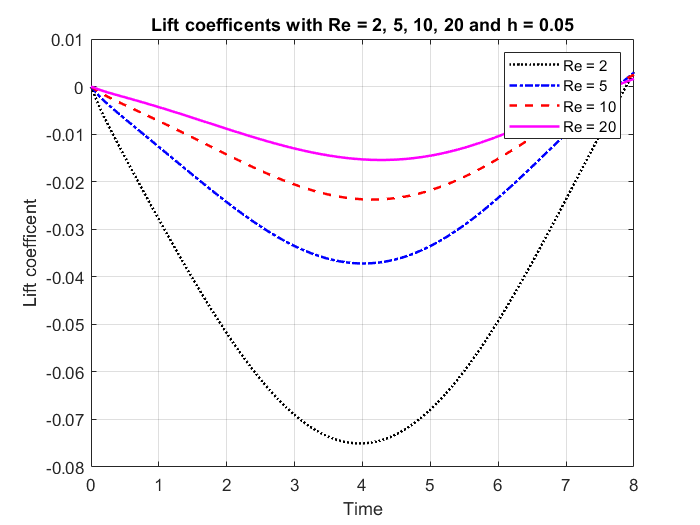 Lift coefficents with Re = 2, 5, 10, 20 and h = 0.05
0.01
0
-0.01
-0.02
-0.03
-0.04
-0.05
-0.06
-0.07
-0.08
Lift coefficent
Re = 2
Re = 5
Re = 10
Re = 20
0 1 2 3 4 5 6 7 8
Time